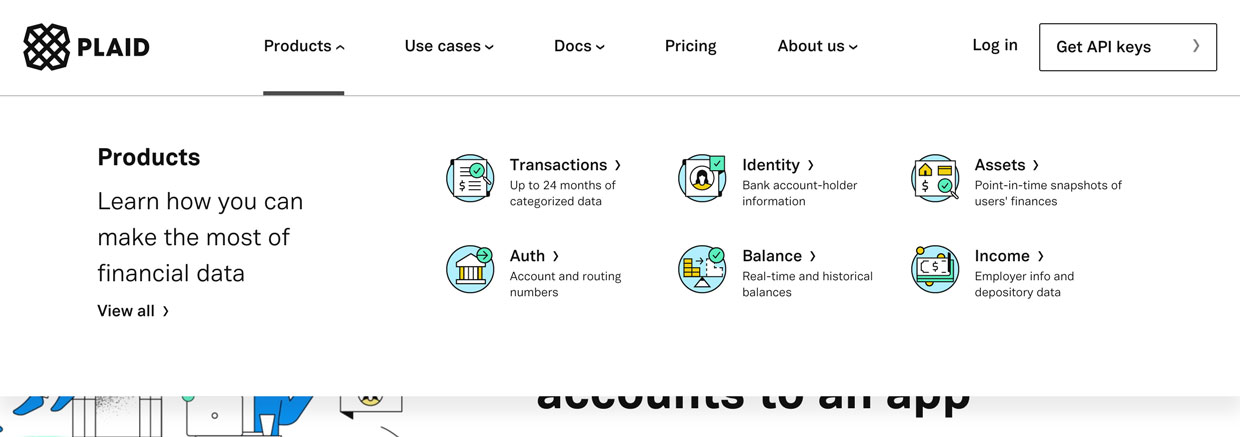 PLAID
Products
Use cases
Docs
Pricing
About us
Log in
Get API keys
Products
Learn how you can
make the most of
financial data
View all
Transactions
Up to 24 months of
categorized data
Identity
Bank account-holder
information
Assets
Point-in-time snapshots of
users' finances
Auth
Account and routing
numbers
Balance
Real-time and historical
balances
Income
Employer info and
depository data
accounts to an app